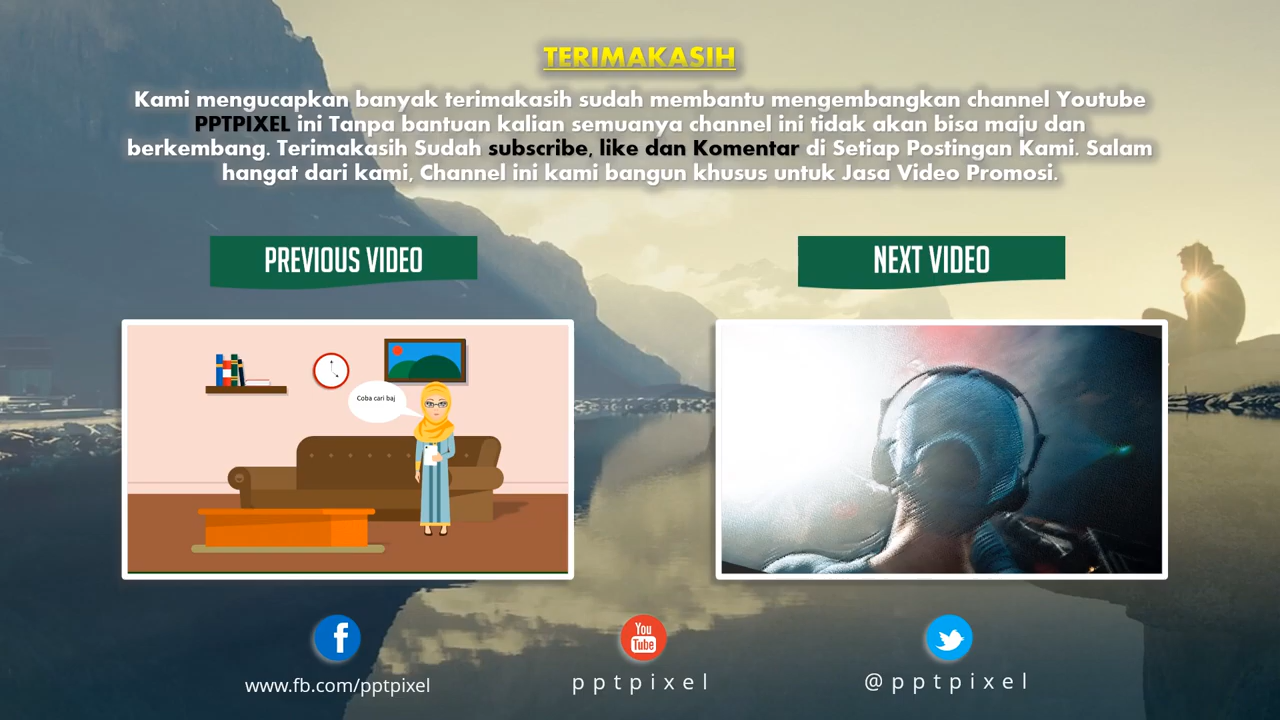 TERIMAKASIH
Kami mengucapkan banyak terimakasih sudah membantu mengembangkan channel Youtube
PPTPIXEL ini Tanpa bantuan kalian semuanya channel ini tidak akan bisa maju dan
berkembang. Terimakasih Sudah subscribe, like dan Komentar di Setiap Postingan Kami. Salam
hangat dari kami, Channel ini kami bangun khusus untuk Jasa Video Promosi.
PREVIOUS VIDEO
NEXT VIDEO
Coba cari baj
f
You
Tube
www.fb.com/pptpixel
pptpixel
@pptpixel